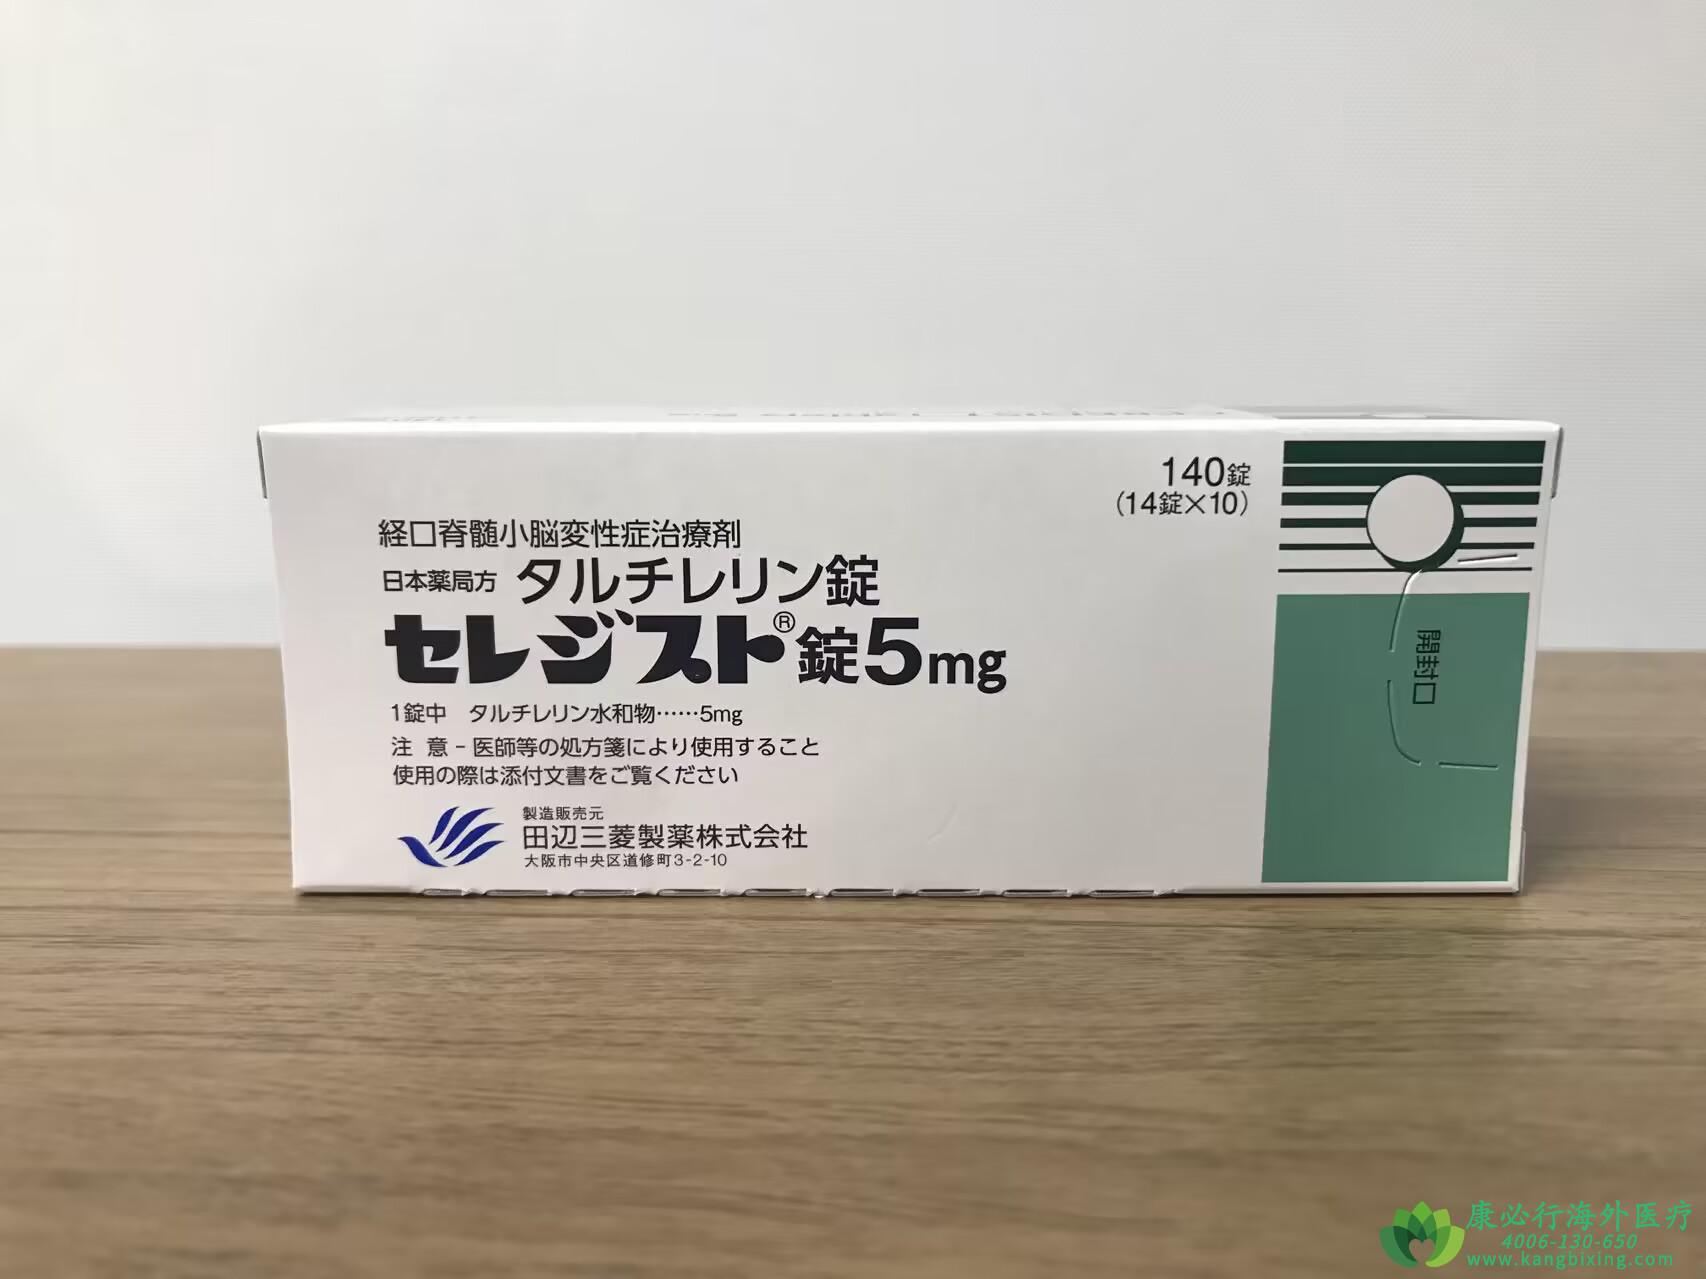 140錠
(14錠×10)
経口脊髄小脳変性症治療剤
日本薬局方 タルチレリン錠
セレジスト®錠5mg
1錠中 タルチレリン水和物……5mg
注 意-医師等の処方箋により使用すること
使用の際は添付文書をご覧ください
製造販売元
田辺三菱製薬株式会社
大阪市中央区道修町3-2-10
開封口
康必行海外医疗
4006-130-650
www.kangbixing.com